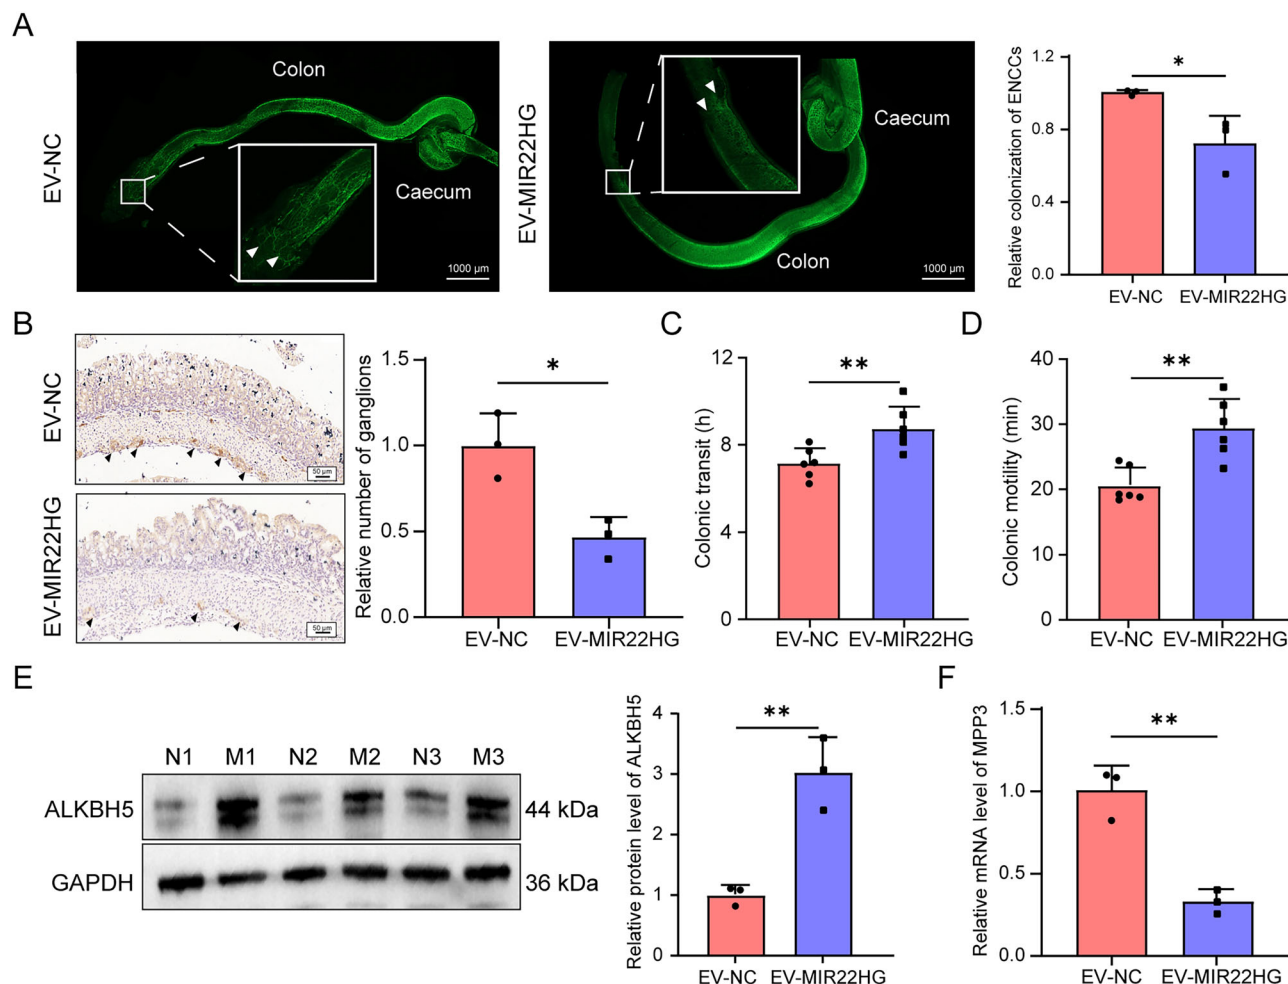 A
EV-NC
Colon
Caecum
1000 µm
EV-MIR22HG
Caecum
Colon
1000 µm
Relative colonization of ENCCs
1.2
0.8
0.4
0.0
*
EV-NC
EV-MIR22HG
B
EV-NC
50 µm
EV-MIR22HG
50 µm
Relative number of ganglions
1.5
1.0
0.5
0.0
*
EV-NC
EV-MIR22HG
C
Colonic transit (h)
12
8
4
0
**
EV-NC
EV-MIR22HG
D
Colonic motility (min)
40
30
20
10
0
**
EV-NC
EV-MIR22HG
E
N1 M1 N2 M2 N3 M3
ALKBH5
44 kDa
GAPDH
36 kDa
Relative protein level of ALKBH5
4
3
2
1
0
**
EV-NC
EV-MIR22HG
F
Relative mRNA level of MPP3
1.5
1.0
0.5
0.0
**
EV-NC
EV-MIR22HG